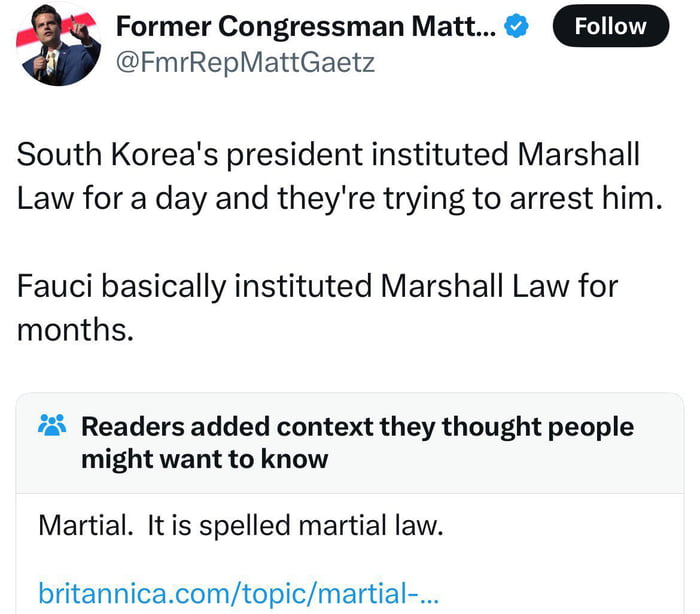 Former Congressman Matt...
Follow
@FmrRepMattGaetz
South Korea's president instituted Marshall
Law for a day and they're trying to arrest him.
Fauci basically instituted Marshall Law for
months.
Readers added context they thought people
might want to know
Martial. It is spelled martial law.
britannica.com/topic/martial-...